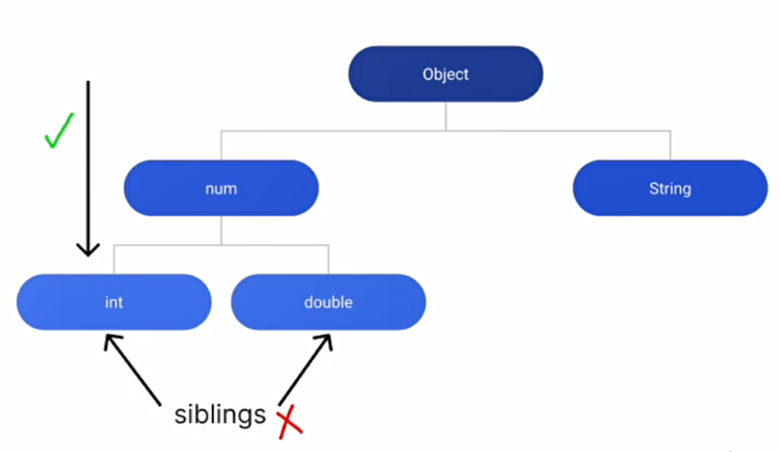 Object
num
String
int
double
siblings